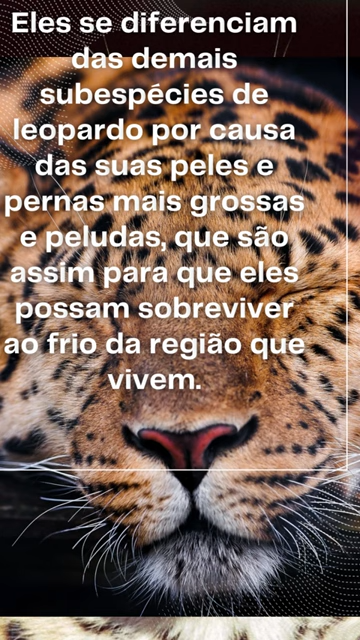 Eles se diferenciam
das demais
subespécies de
leopardo por causa
das suas peles e
pernas mais grossas
e peludas, que são
assim para que eles
possam sobreviver
ao frio da região que
vivem.